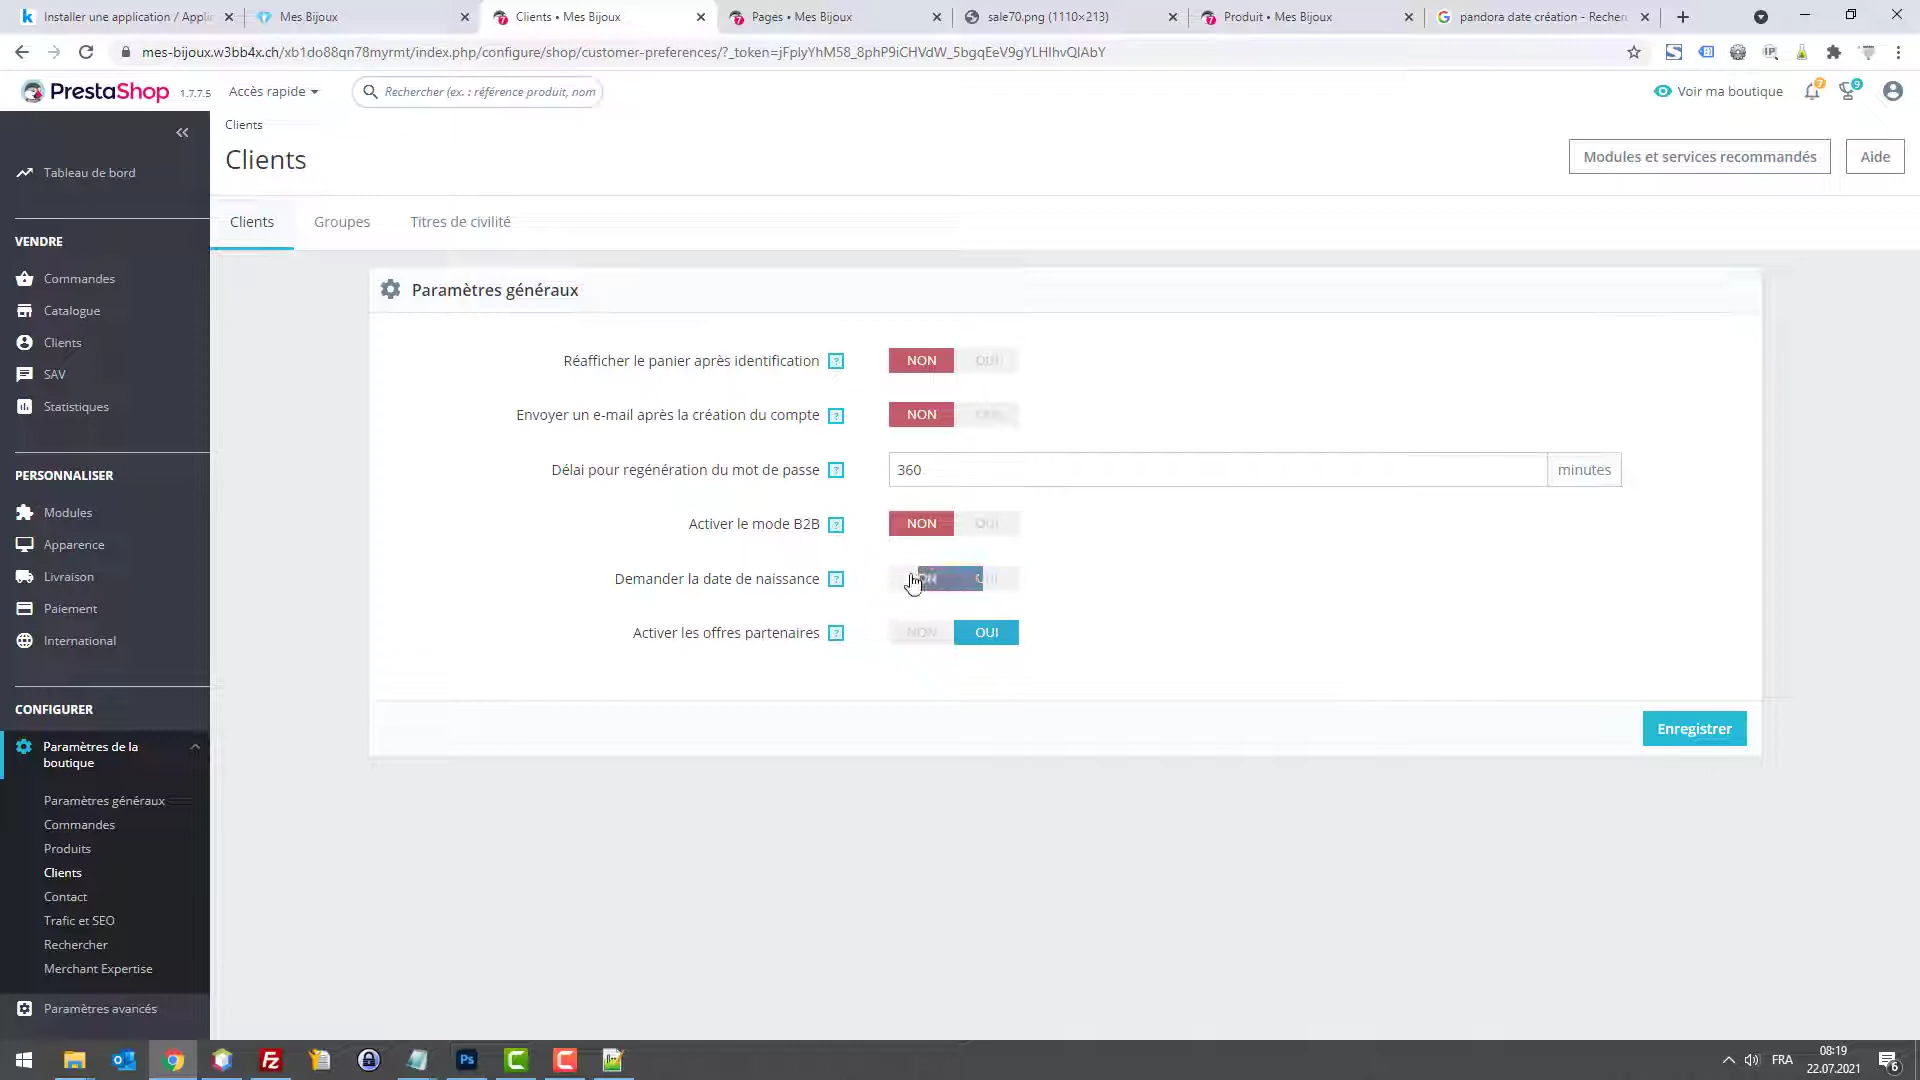 Installer une application / Appli
Mes Bijoux
Clients • Mes Bijoux
Pages • Mes Bijoux
sale70.png (1110×213)
Produit • Mes Bijoux
pandora date création - Recher
mes-bijoux.w3bb4x.ch/xb1do88qn78myrmt/index.php/configure/shop/customer-preferences/?_token=jFplyYhM58_8phP9iCHVdW_5bgqEeV9gYLHIhvQIAbY
PrestaShop
1.7.7.5
Accès rapide
Rechercher (ex. : référence produit, nom
Voir ma boutique
7
9
Clients
Clients
Modules et services recommandés
Aide
Clients
Groupes
Titres de civilité
Tableau de bord
VENDRE
Commandes
Catalogue
Clients
SAV
Statistiques
PERSONNALISER
Modules
Apparence
Livraison
Paiement
International
CONFIGURER
Paramètres de la
boutique
Paramètres généraux
Commandes
Produits
Clients
Contact
Trafic et SEO
Rechercher
Merchant Expertise
Paramètres avancés
Paramètres généraux
Réafficher le panier après identification ? NON OUI
Envoyer un e-mail après la création du compte ? NON OUI
Délai pour regénération du mot de passe ? 360 minutes
Activer le mode B2B ? NON OUI
Demander la date de naissance ?
Activer les offres partenaires ? NON OUI
Enregistrer
FRA
08:19
22.07.2021
6